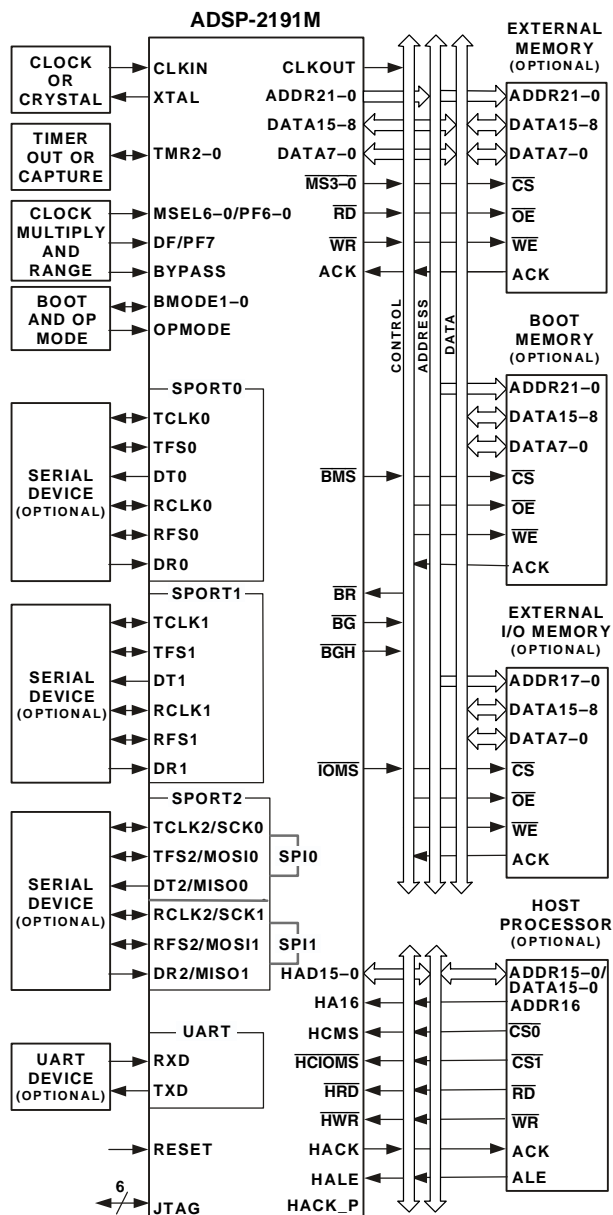 ADSP-2191M
CLOCK
OR
CRYSTAL
CLKIN
XTAL
TIMER
OUT OR
CAPTURE
TMR2–0
CLOCK
MULTIPLY
AND
RANGE
MSEL6–0/PF6–0
DF/PF7
BYPASS
BOOT
AND OP
MODE
BMODE1–0
OPMODE
SPORT0
SERIAL
DEVICE
(OPTIONAL)
TCLK0
TFS0
DT0
RCLK0
RFS0
DR0
SPORT1
SERIAL
DEVICE
(OPTIONAL)
TCLK1
TFS1
DT1
RCLK1
RFS1
DR1
SPORT2
SERIAL
DEVICE
(OPTIONAL)
TCLK2/SCK0
TFS2/MOSI0
DT2/MISO0
SPI0
RCLK2/SCK1
RFS2/MOSI1
DR2/MISO1
SPI1
UART
UART
DEVICE
(OPTIONAL)
RXD
TXD
RESET
6
JTAG
CLKOUT
ADDR21–0
DATA15–8
DATA7–0
MS3–0
RD
WR
ACK
BMS
BR
BG
BGH
IOMS
HAD15–0
HA16
HCMS
HCIOMS
HRD
HWR
HACK
HALE
HACK_P
CONTROL
ADDRESS
DATA
EXTERNAL
MEMORY
(OPTIONAL)
ADDR21–0
DATA15–8
DATA7–0
CS
OE
WE
ACK
BOOT
MEMORY
(OPTIONAL)
ADDR21–0
DATA15–8
DATA7–0
CS
OE
WE
ACK
EXTERNAL
I/O MEMORY
(OPTIONAL)
ADDR17–0
DATA15–8
DATA7–0
CS
OE
WE
ACK
HOST
PROCESSOR
(OPTIONAL)
ADDR15–0/
DATA15–0
ADDR16
CS0
CS1
RD
WR
ACK
ALE